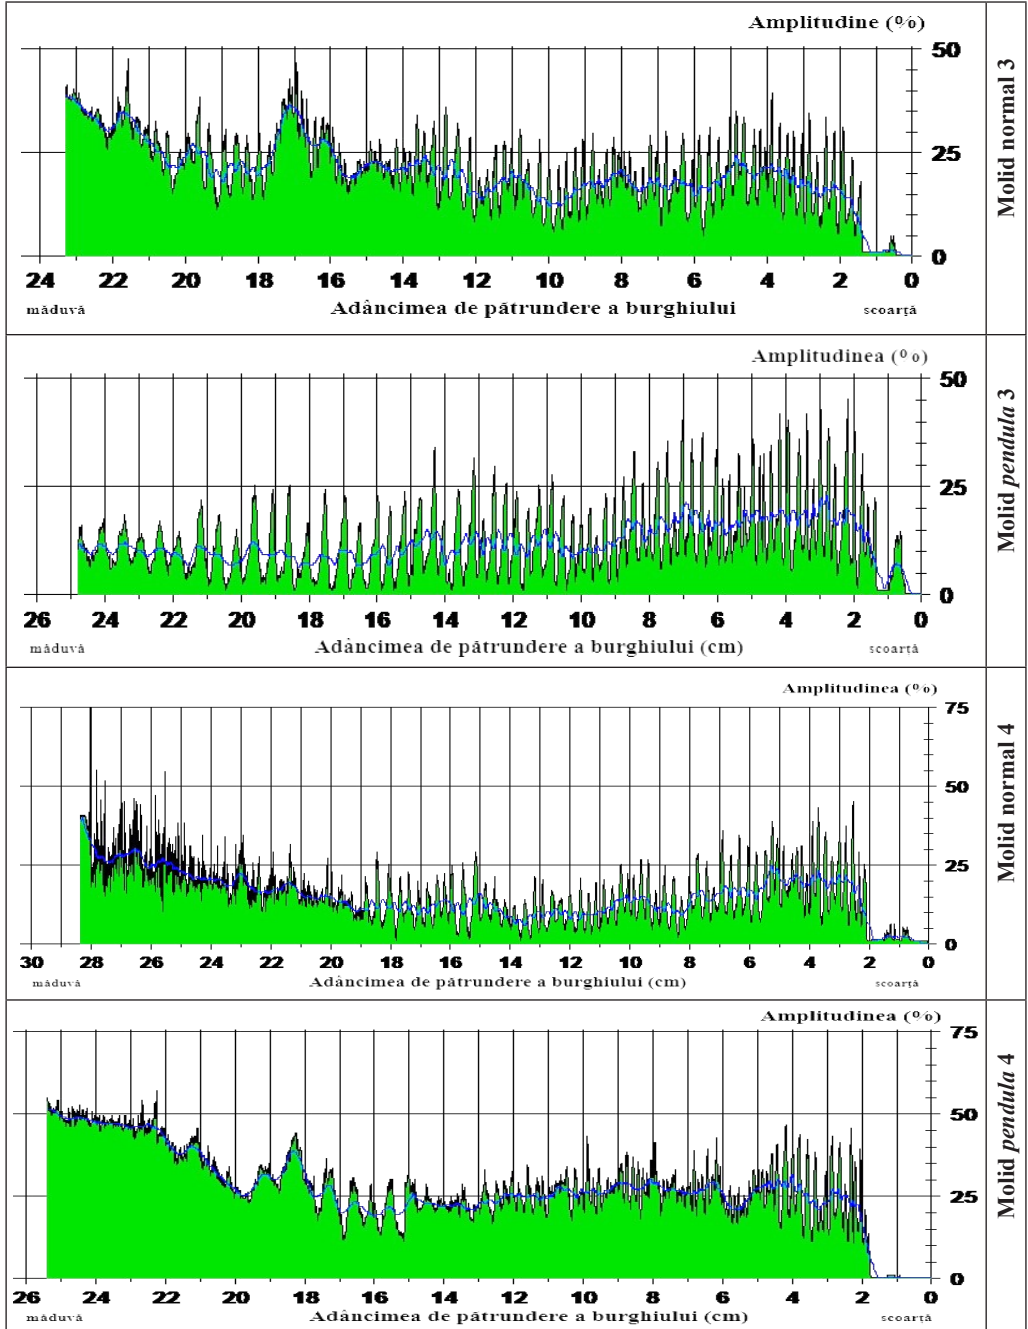 Amplitudine (%)
50
25
0
24 22 20 18 16 14 12 10 8 6 4 2 0
măduvă Adâncimea de pătrundere a burghiului scoarţă
Molid normal 3
Amplitudinea (%)
50
25
0
26 24 22 20 18 16 14 12 10 8 6 4 2 0
măduvă Adâncimea de pătrundere a burghiului (cm) scoarţă
Molid pendula 3
Amplitudinea (%)
75
50
25
0
30 28 26 24 22 20 18 16 14 12 10 8 6 4 2 0
măduvă Adâncimea de pătrundere a burghiului (cm) scoarţă
Molid normal 4
Amplitudinea (%)
75
50
25
0
26 24 22 20 18 16 14 12 10 8 6 4 2 0
măduvă Adâncimea de pătrundere a burghiului (cm) scoarţă
Molid pendula 4